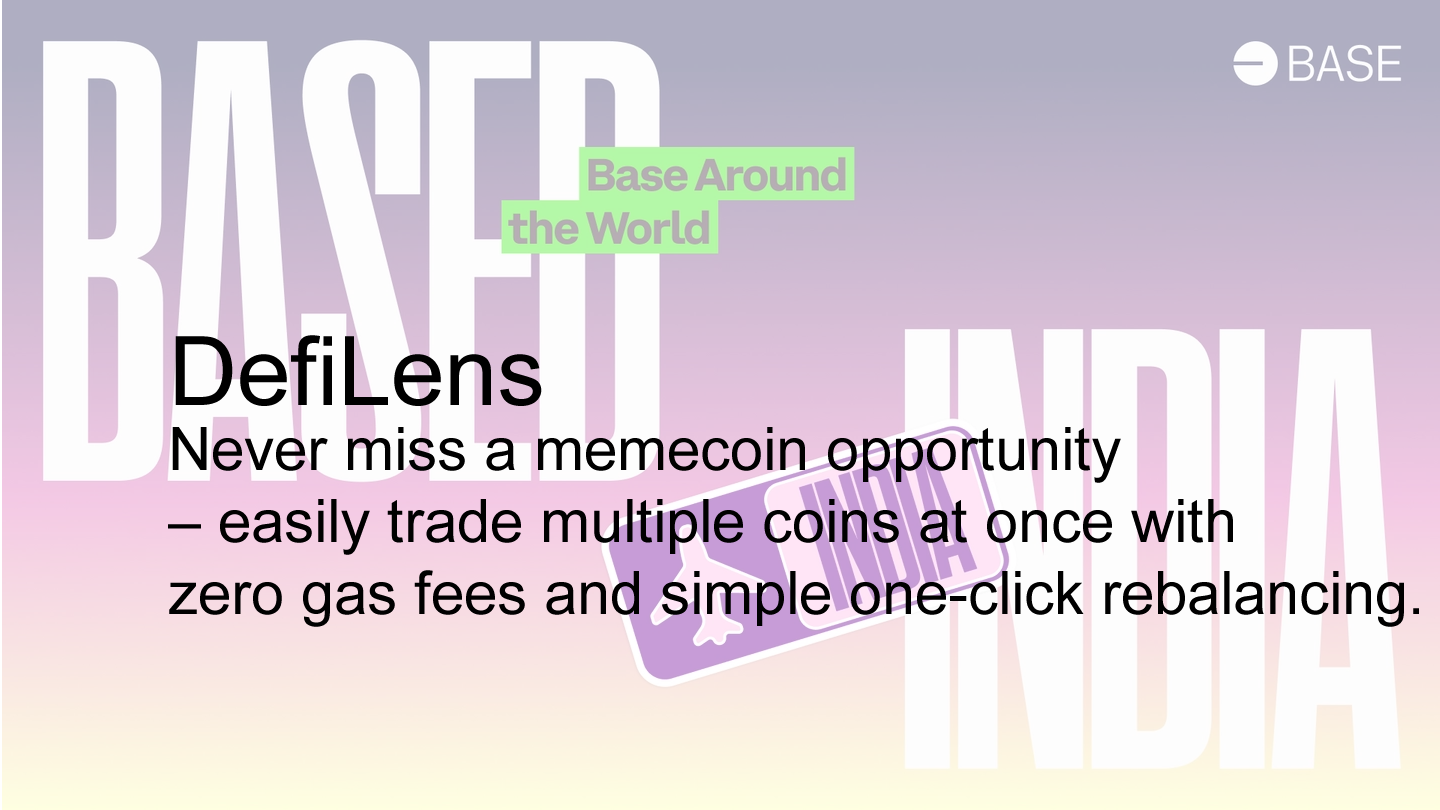 BASED
BASE
Base Around
the World
DefiLens
Never miss a memecoin opportunity
– easily trade multiple coins at once with
zero gas fees and simple one-click rebalancing.
INDIA
INDIA